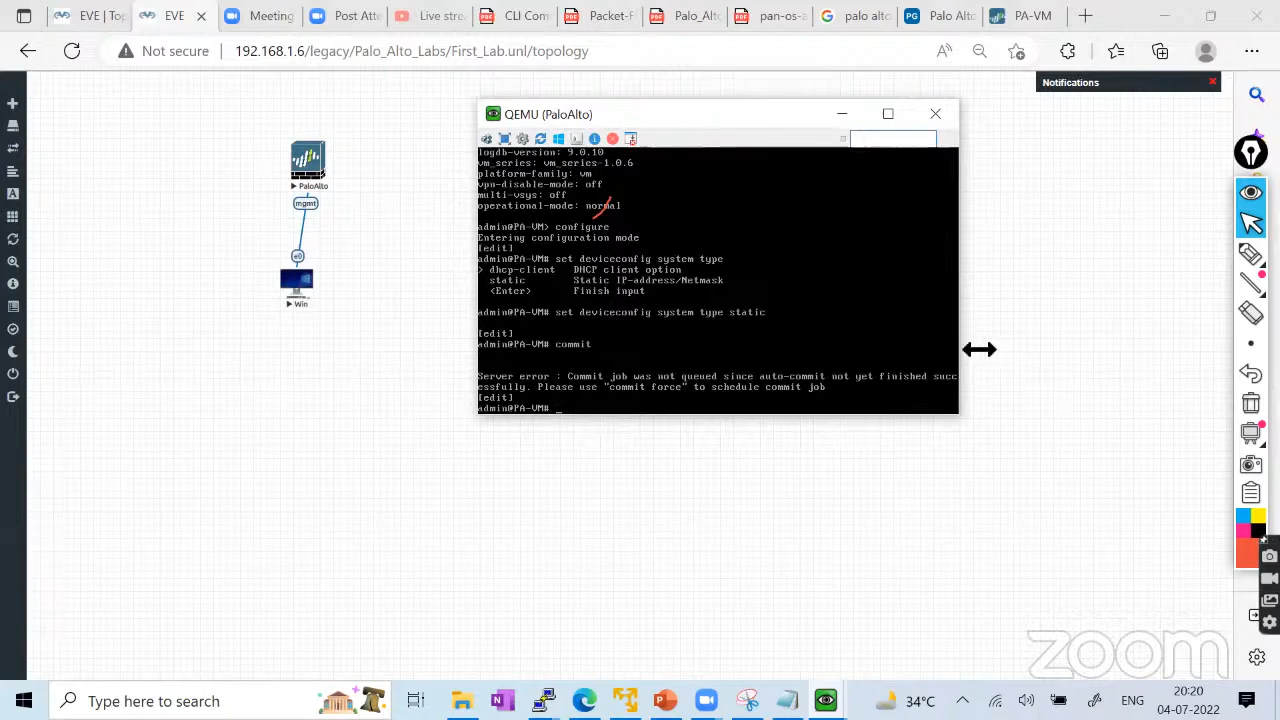 EVE | To
EVE
Meeting
Post At
Live stre
CLI Com
Packet-F
Palo_Alt
pan-os-a
palo alto
Palo Alt
PA-VM (
Not secure
192.168.1.6/legacy/Palo_Alto_Labs/First_Lab.unl/topology
Notifications
QEMU (PaloAlto)
logdb-version: 9.0.10
vm_series: vm_series-1.0.6
platform-family: vm
vpn-disable-mode: off
multi-vsys: off
operational-mode: normal
admin@PA-VM> configure
Entering configuration mode
[edit]
admin@PA-VM# set deviceconfig system type
> dhcp-client   DHCP client option
static   Static IP-address/Netmask
<Enter>   Finish input
admin@PA-VM# set deviceconfig system type static
[edit]
admin@PA-VM# commit
Server error : Commit job was not queued since auto-commit not yet finished succ
essfully. Please use "commit force" to schedule commit job
[edit]
admin@PA-VM# _
PaloAlto
mgmt
e0
Win
zoom
Type here to search
34°C
ENG
20:20
04-07-2022